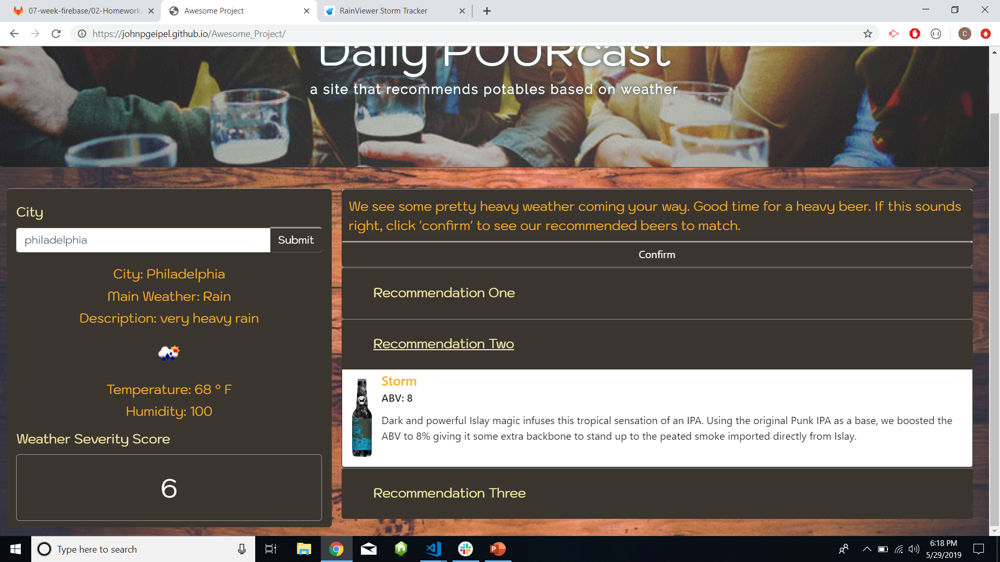 07-week-firebase/02-Homework
Awesome Project
RainViewer Storm Tracker
https://johnpgeipel.github.io/Awesome_Project/
C
Daily POURcast
a site that recommends potables based on weather
City
philadelphia
Submit
City: Philadelphia
Main Weather: Rain
Description: very heavy rain
Temperature: 68 ° F
Humidity: 100
Weather Severity Score
6
We see some pretty heavy weather coming your way. Good time for a heavy beer. If this sounds
right, click 'confirm' to see our recommended beers to match.
Confirm
Recommendation One
Recommendation Two
Storm
ABV: 8
Dark and powerful Islay magic infuses this tropical sensation of an IPA. Using the original Punk IPA as a base, we boosted the
ABV to 8% giving it some extra backbone to stand up to the peated smoke imported directly from Islay.
STORM
Recommendation Three
Type here to search
6:18 PM
5/29/2019